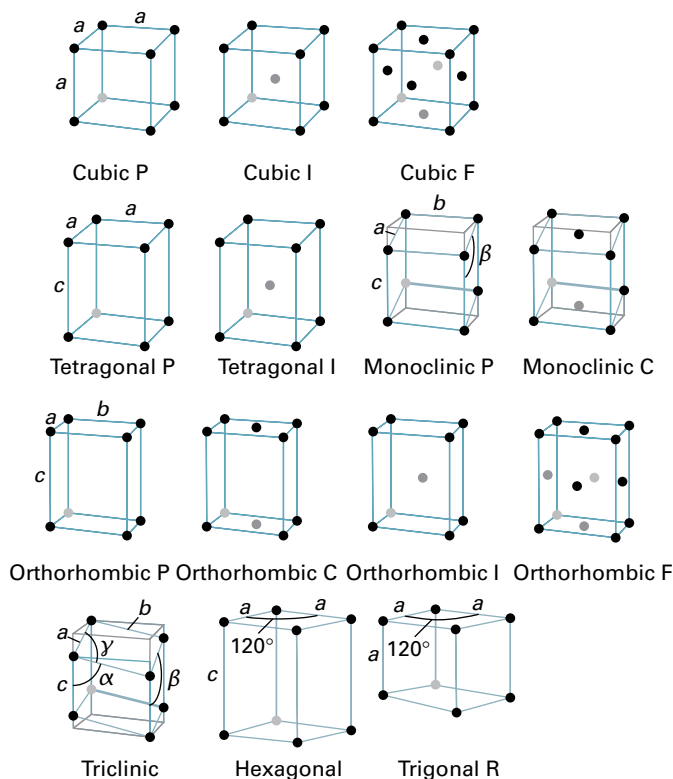 a a
a
Cubic P Cubic I Cubic F
a a
c
b
a
β
c
Tetragonal P Tetragonal I Monoclinic P Monoclinic C
a b
c
Orthorhombic P Orthorhombic C Orthorhombic I Orthorhombic F
b
a
γ
c α β
a a
120°
c
a a
120°
a
Triclinic Hexagonal Trigonal R